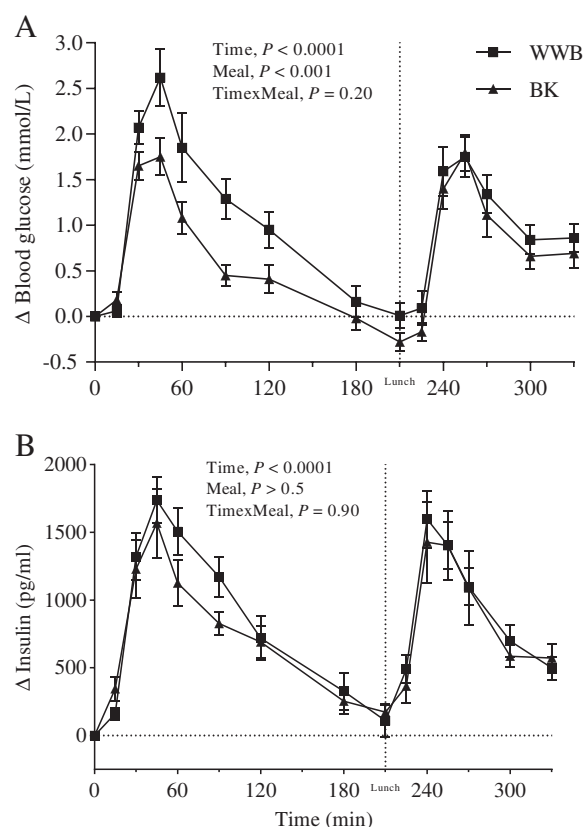 A
Time, P < 0.0001
Meal, P < 0.001
TimexMeal, P = 0.20
WWB
BK
Δ Blood glucose (mmol/L)
3.0
2.5
2.0
1.5
1.0
0.5
0.0
-0.5
0
60
120
180
Lunch
240
300
B
Time, P < 0.0001
Meal, P > 0.5
TimexMeal, P = 0.90
Δ Insulin (pg/ml)
2000
1500
1000
500
0
0
60
120
180
Lunch
240
300
Time (min)